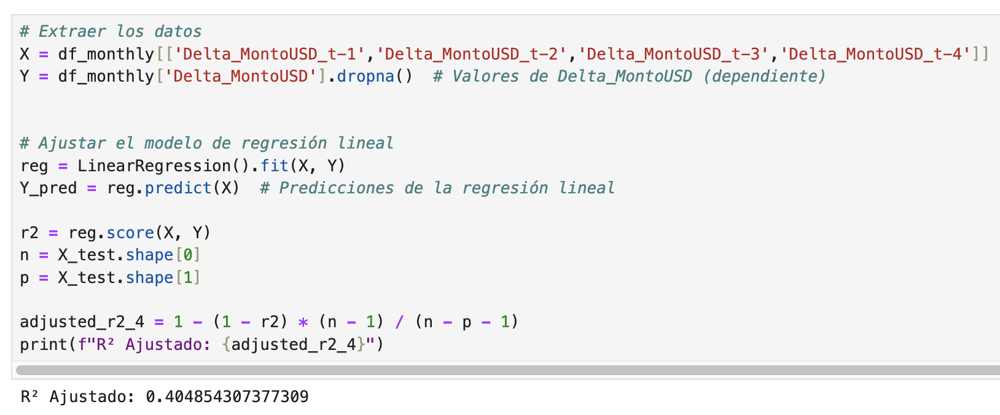 # Extraer los datos
X = df_monthly[['Delta_MontoUSD_t-1','Delta_MontoUSD_t-2','Delta_MontoUSD_t-3','Delta_MontoUSD_t-4']]
Y = df_monthly['Delta_MontoUSD'].dropna()  # Valores de Delta_MontoUSD (dependiente)
# Ajustar el modelo de regresión lineal
reg = LinearRegression().fit(X, Y)
Y_pred = reg.predict(X)  # Predicciones de la regresión lineal
r2 = reg.score(X, Y)
n = X_test.shape[0]
p = X_test.shape[1]
adjusted_r2_4 = 1 - (1 - r2) * (n - 1) / (n - p - 1)
print(f"R² Ajustado: {adjusted_r2_4}")
R² Ajustado: 0.404854307377309